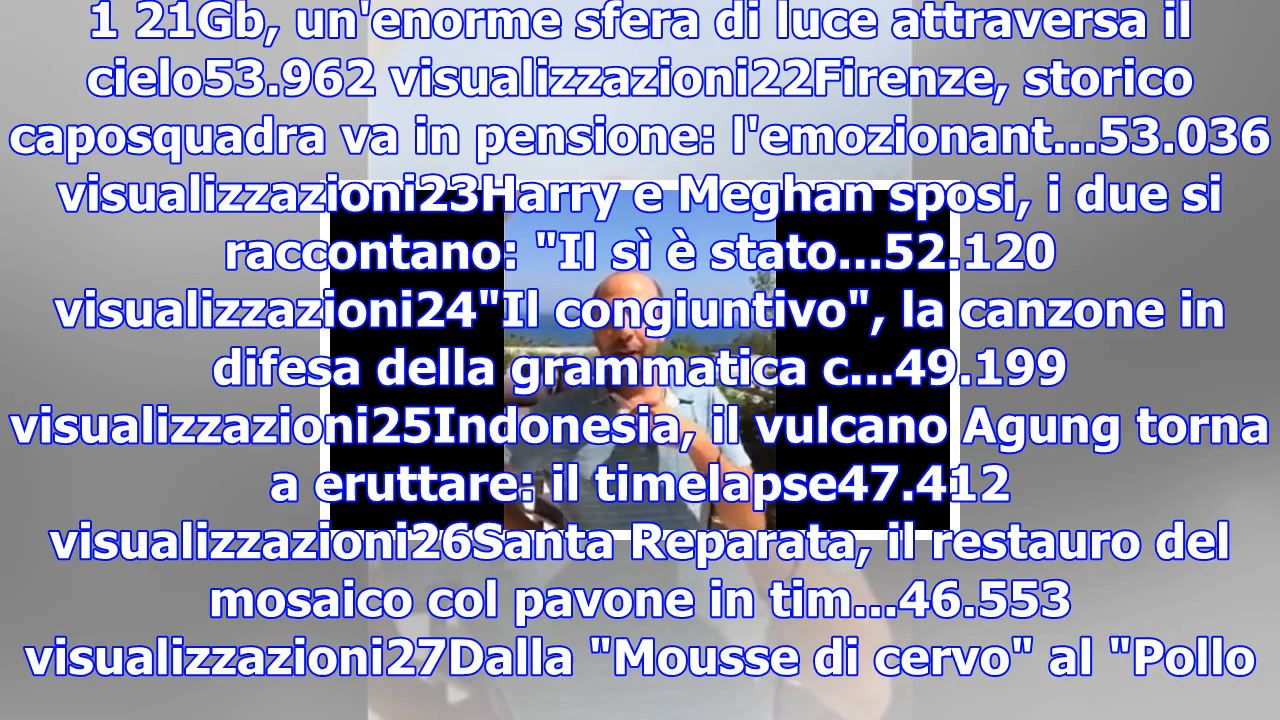 1 21Gb, un'enorme sfera di luce attraversa il
cielo53.962 visualizzazioni22Firenze, storico
caposquadra va in pensione: l'emozionant...53.036
visualizzazioni23Harry e Meghan sposi, i due si
raccontano: "Il sì è stato...52.120
visualizzazioni24"Il congiuntivo", la canzone in
difesa della grammatica c...49.199
visualizzazioni25Indonesia, il vulcano Agung torna
a eruttare: il timelapse47.412
visualizzazioni26Santa Reparata, il restauro del
mosaico col pavone in tim...46.553
visualizzazioni27Dalla "Mousse di cervo" al "Pollo